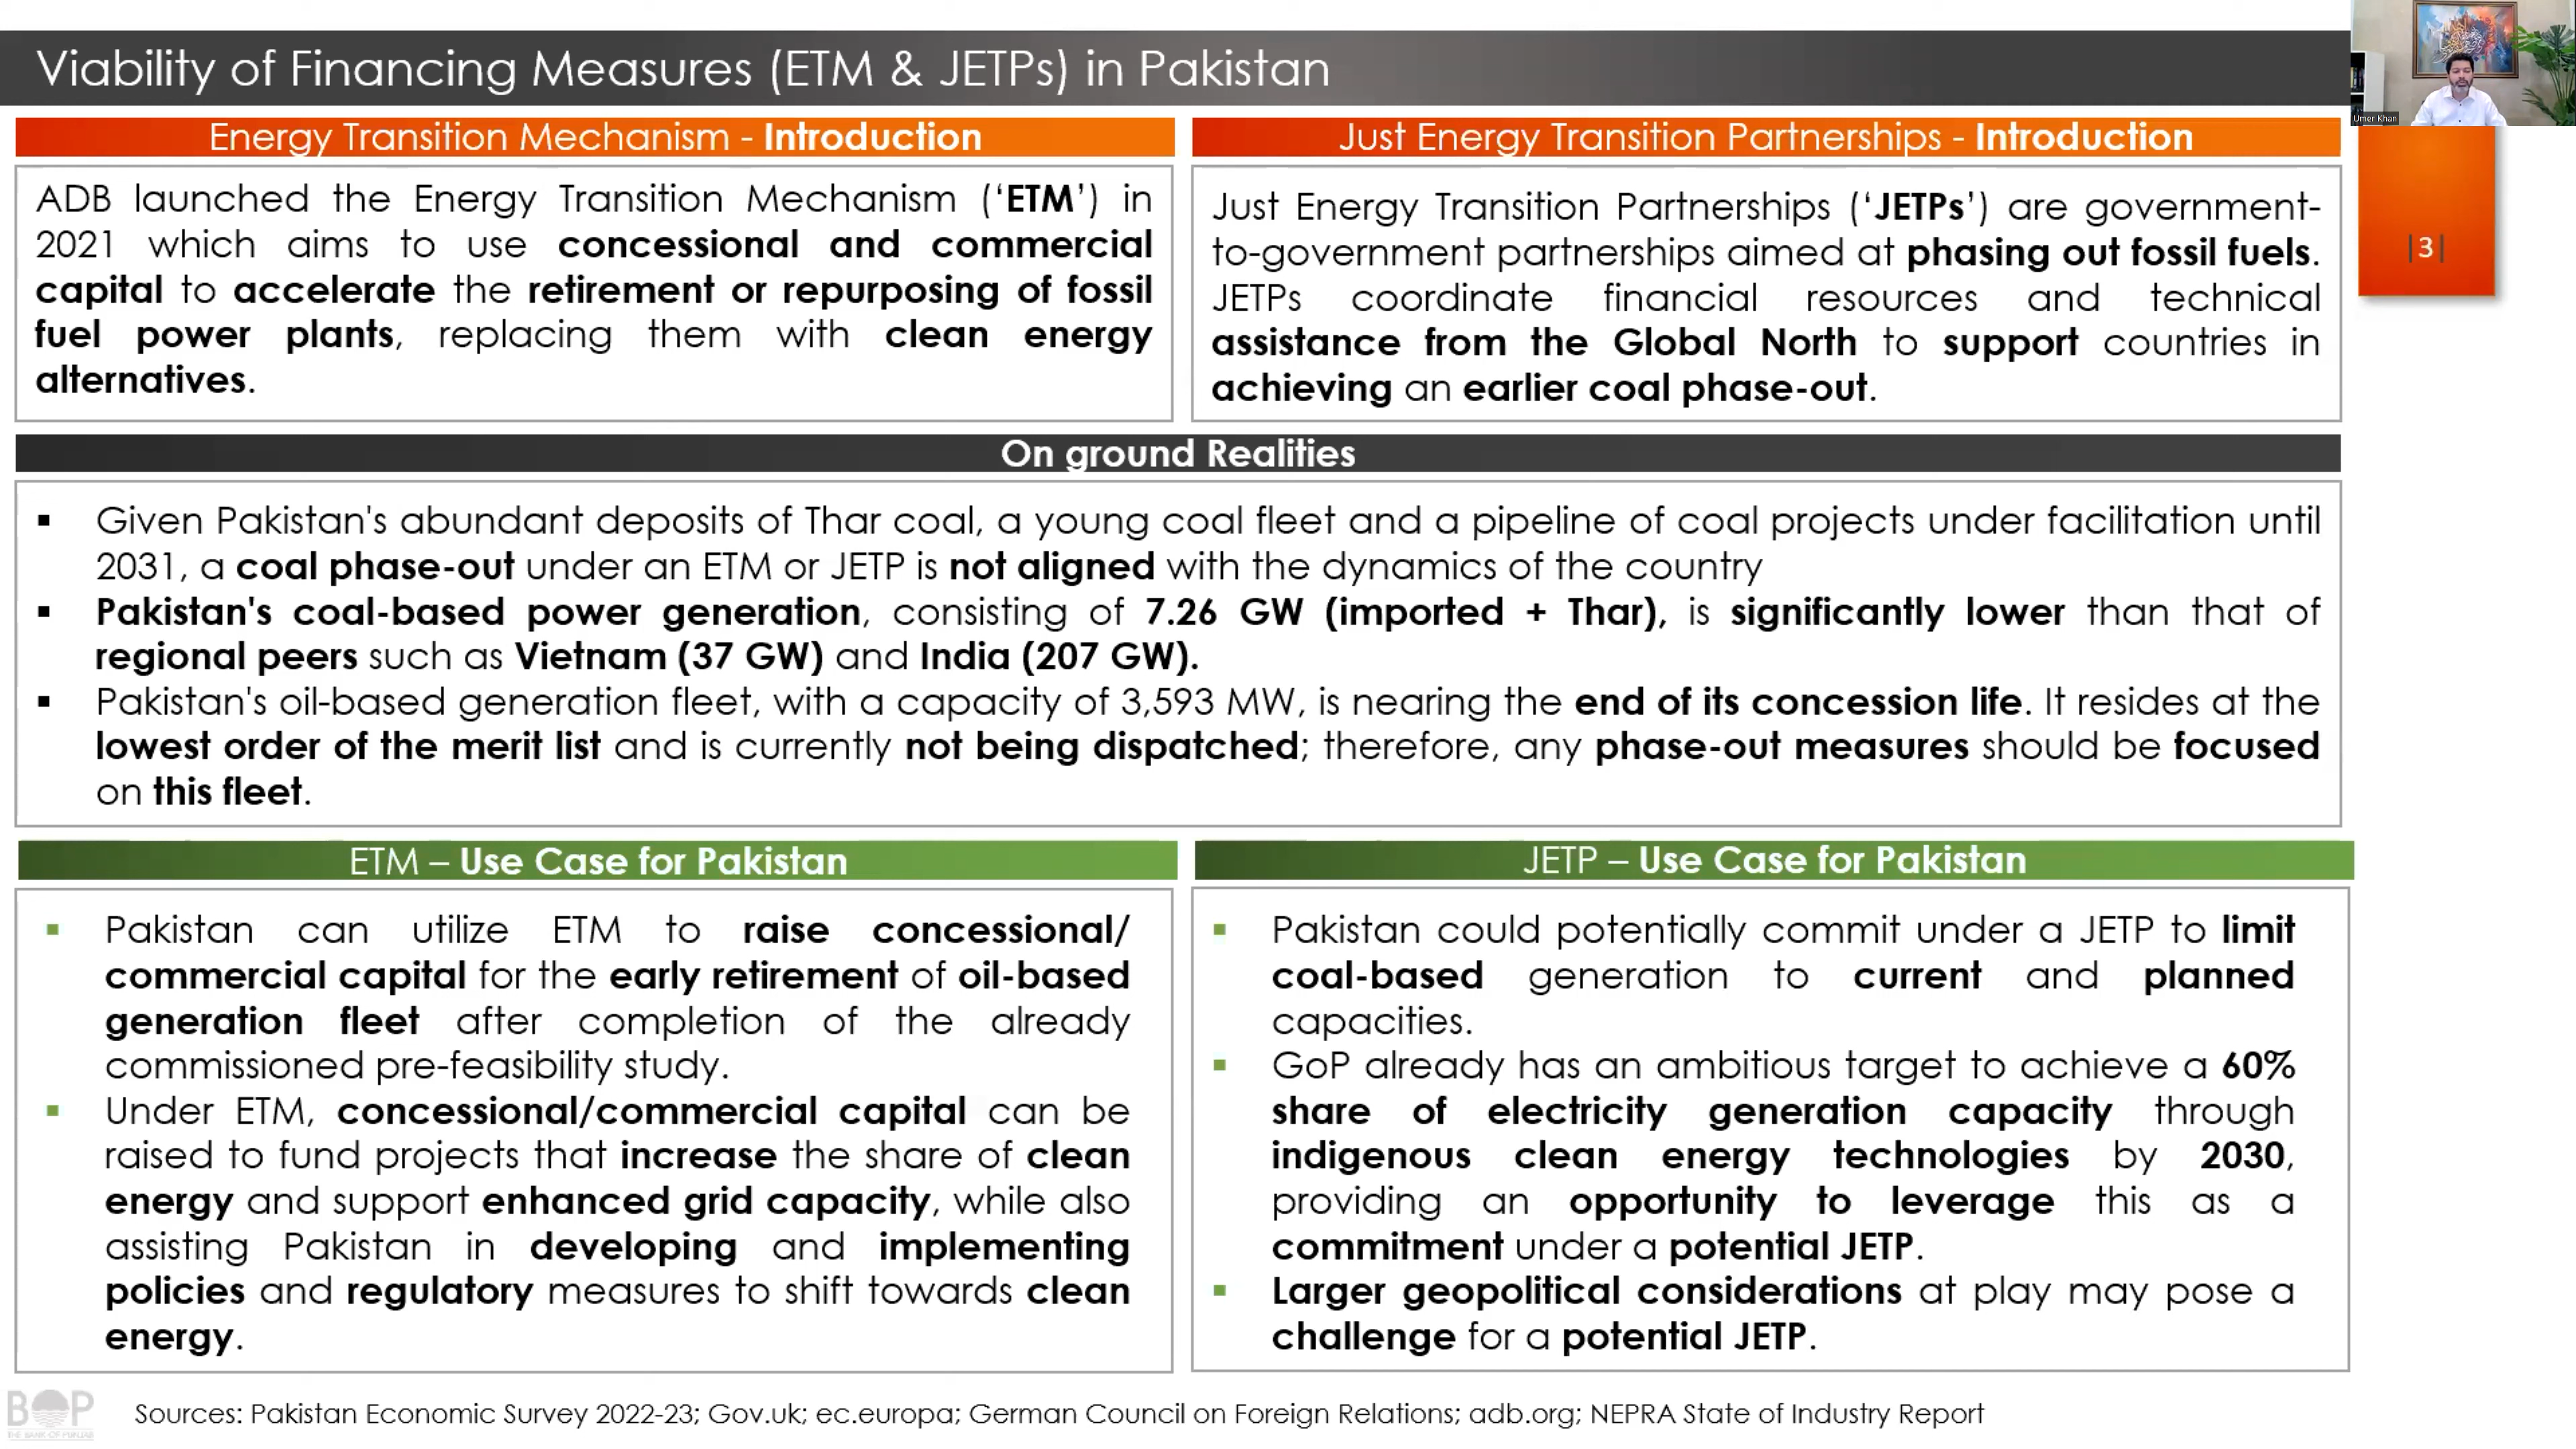 Viability of Financing Measures (ETM & JETPs) in Pakistan
Umer Khan
|3|
Energy Transition Mechanism - Introduction
ADB launched the Energy Transition Mechanism (‘ETM’) in
2021 which aims to use concessional and commercial
capital to accelerate the retirement or repurposing of fossil
fuel power plants, replacing them with clean energy
alternatives.
Just Energy Transition Partnerships - Introduction
Just Energy Transition Partnerships (‘JETPs’) are government-
to-government partnerships aimed at phasing out fossil fuels.
JETPs coordinate financial resources and technical
assistance from the Global North to support countries in
achieving an earlier coal phase-out.
On ground Realities
▪ Given Pakistan's abundant deposits of Thar coal, a young coal fleet and a pipeline of coal projects under facilitation until
2031, a coal phase-out under an ETM or JETP is not aligned with the dynamics of the country
▪ Pakistan's coal-based power generation, consisting of 7.26 GW (imported + Thar), is significantly lower than that of
regional peers such as Vietnam (37 GW) and India (207 GW).
▪ Pakistan's oil-based generation fleet, with a capacity of 3,593 MW, is nearing the end of its concession life. It resides at the
lowest order of the merit list and is currently not being dispatched; therefore, any phase-out measures should be focused
on this fleet.
ETM – Use Case for Pakistan
▪ Pakistan can utilize ETM to raise concessional/
commercial capital for the early retirement of oil-based
generation fleet after completion of the already
commissioned pre-feasibility study.
▪ Under ETM, concessional/commercial capital can be
raised to fund projects that increase the share of clean
energy and support enhanced grid capacity, while also
assisting Pakistan in developing and implementing
policies and regulatory measures to shift towards clean
energy.
JETP – Use Case for Pakistan
▪ Pakistan could potentially commit under a JETP to limit
coal-based generation to current and planned
capacities.
▪ GoP already has an ambitious target to achieve a 60%
share of electricity generation capacity through
indigenous clean energy technologies by 2030,
providing an opportunity to leverage this as a
commitment under a potential JETP.
▪ Larger geopolitical considerations at play may pose a
challenge for a potential JETP.
BOP
THE BANK OF PUNJAB
Sources: Pakistan Economic Survey 2022-23; Gov.uk; ec.europa; German Council on Foreign Relations; adb.org; NEPRA State of Industry Report